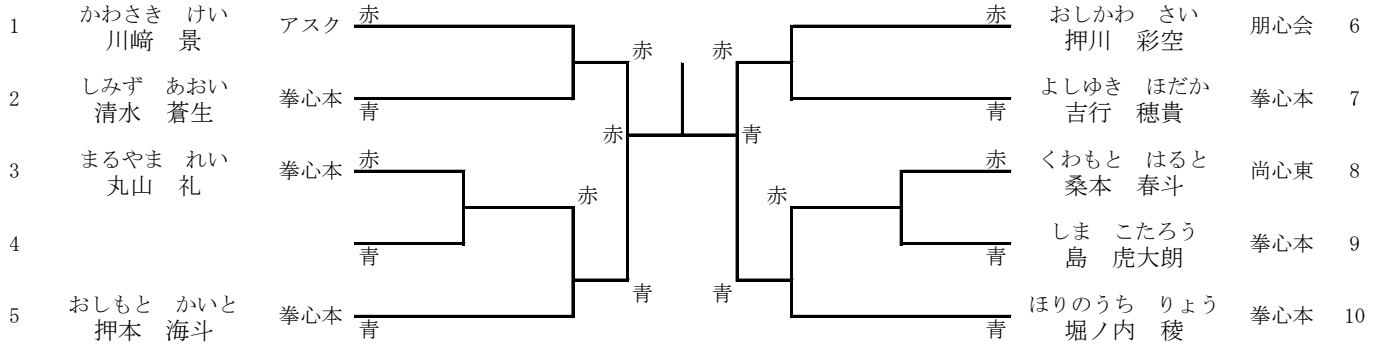 かわさき　けい
1 川﨑　景 アスク 赤
しみず　あおい
2 清水　蒼生 拳心本 青
まるやま　れい
3 丸山　礼 拳心本 赤
4 青
おしもと　かいと
5 押本　海斗 拳心本 青
赤
赤
赤
青
赤
青
赤
青
おしかわ　さい
赤 押川　彩空 朋心会 6
よしゆき　ほだか
青 吉行　穂貴 拳心本 7
くわもと　はると
赤 桑本　春斗 尚心東 8
しま　こたろう
青 島　虎大朗 拳心本 9
ほりのうち　りょう
青 堀ノ内　稜 拳心本 10